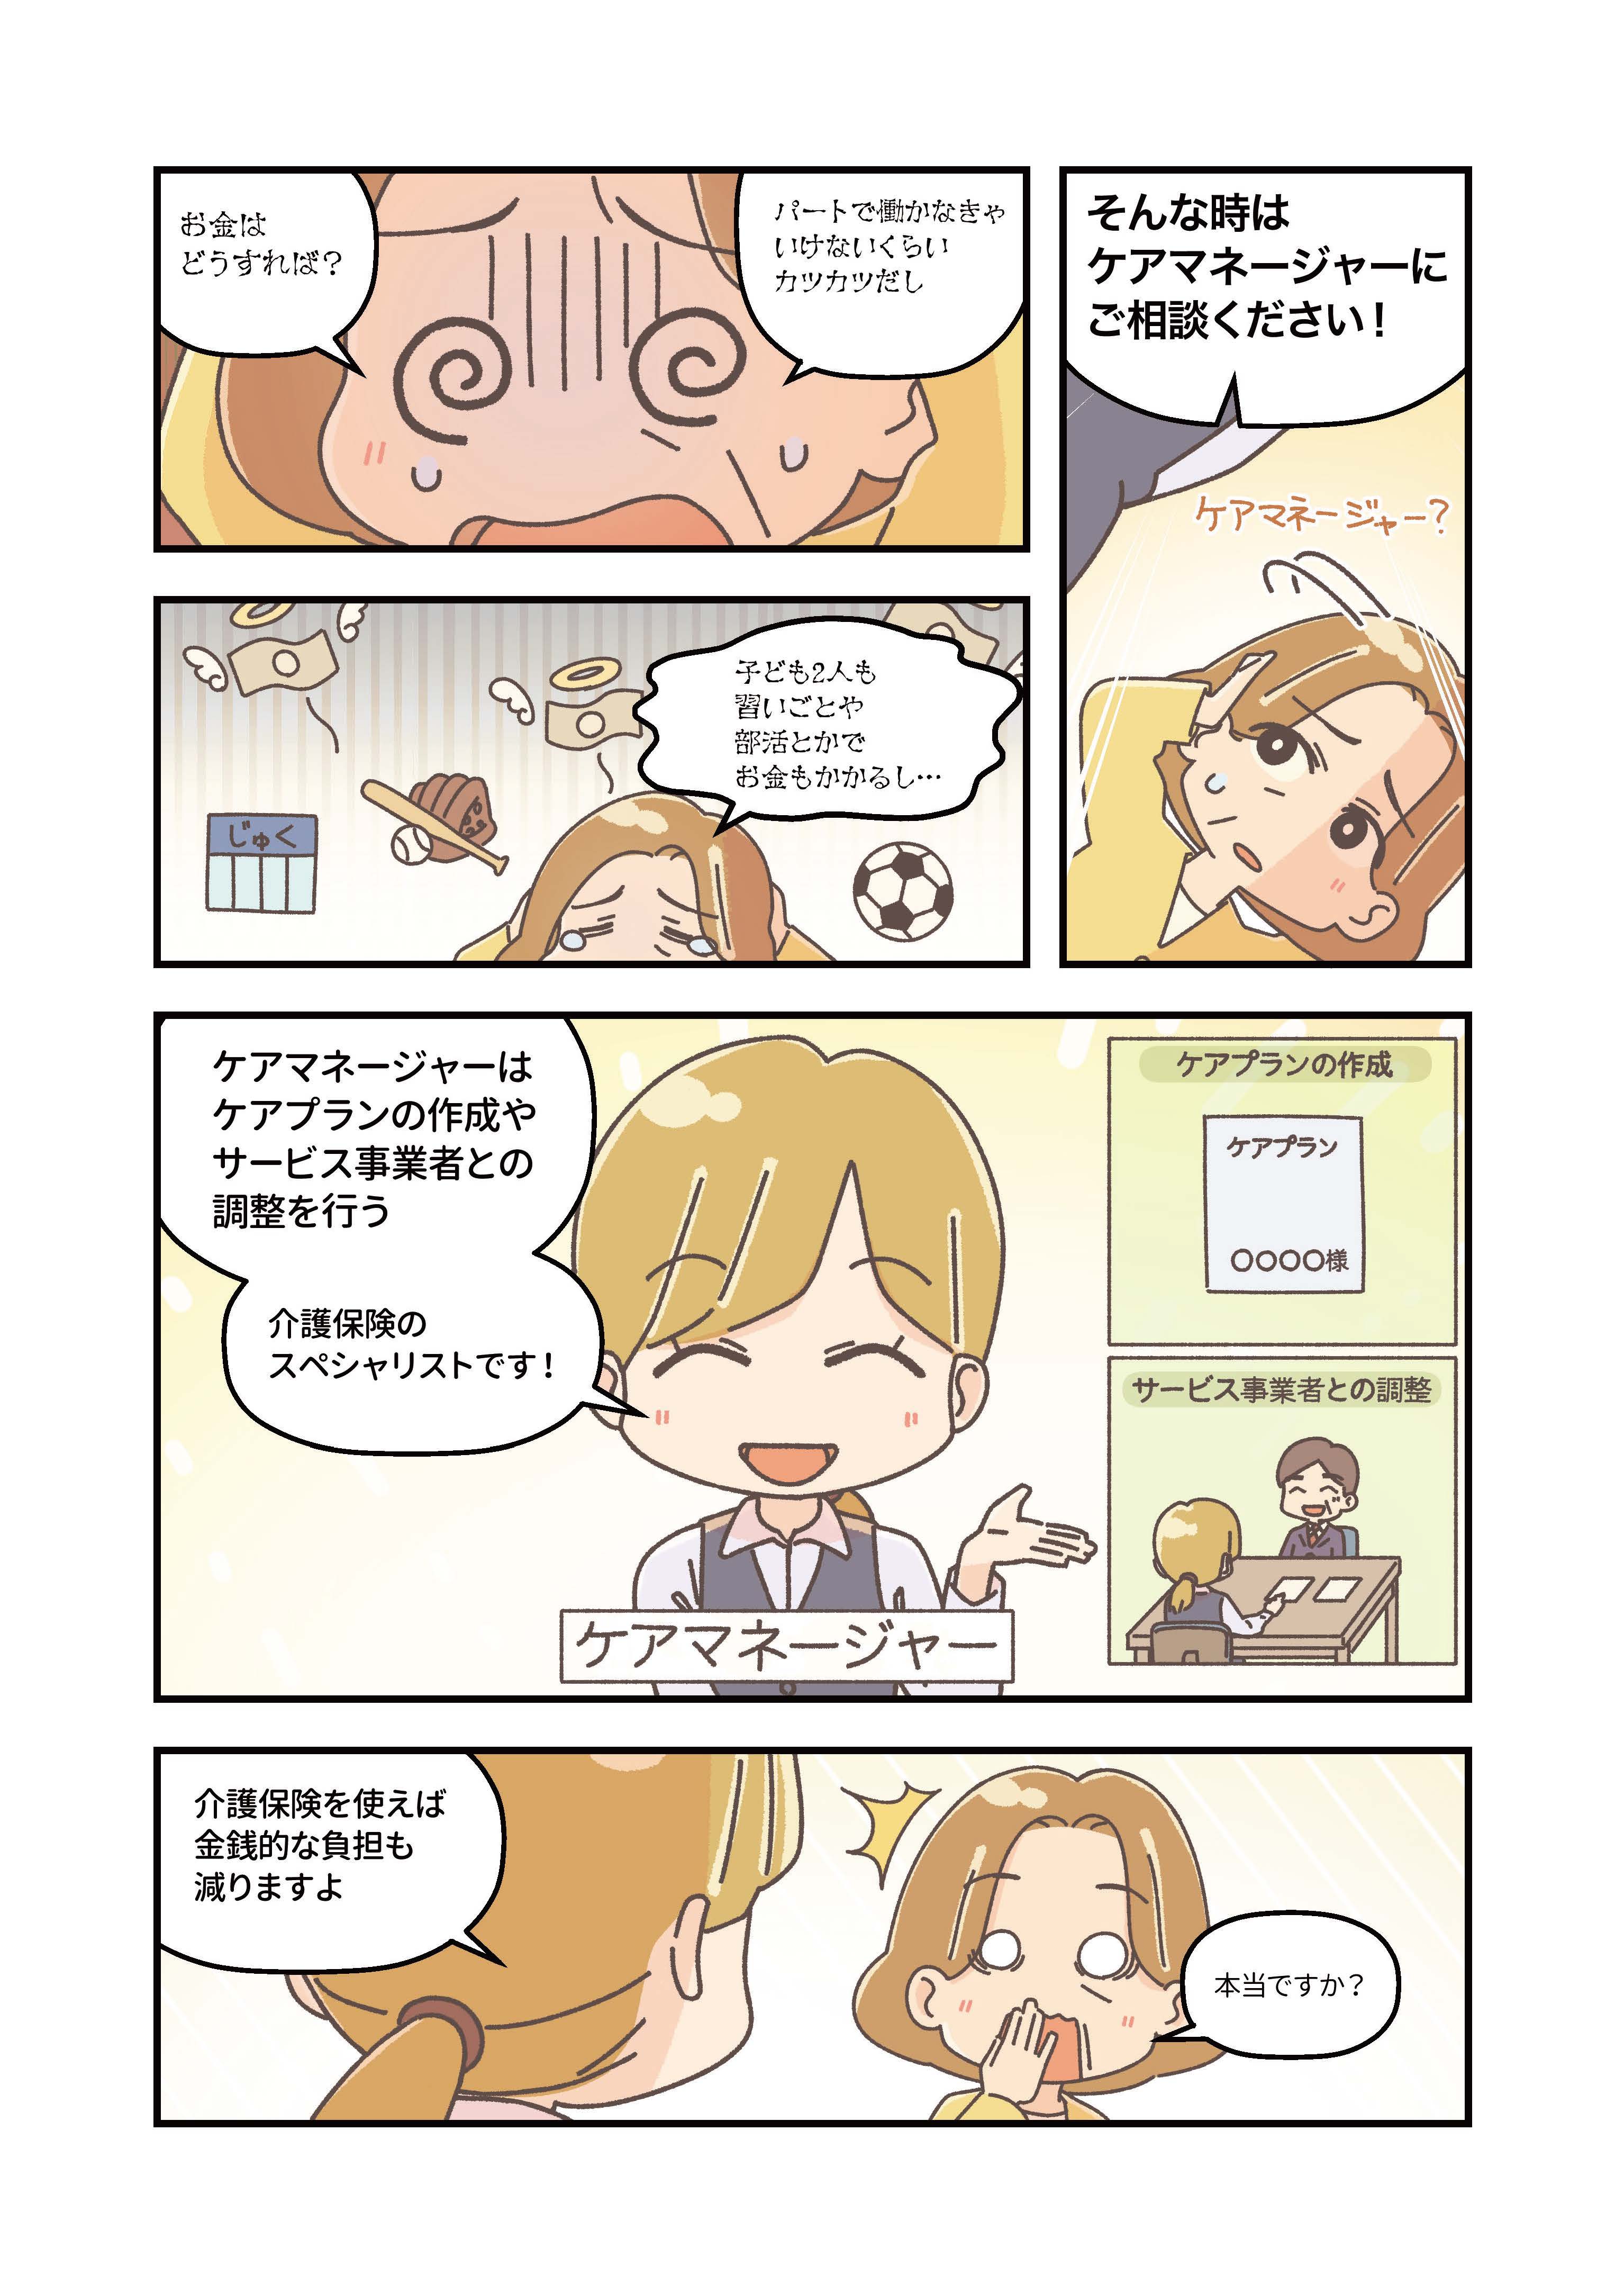 お金は
どうすれば？
パートで働かなきゃ
いけないくらい
カツカツだし
子ども2人も
習いごとや
部活とかで
お金もかかるし…
じゅく
そんな時は
ケアマネージャーに
ご相談ください！
ケアマネージャー？
ケアマネージャーは
ケアプランの作成や
サービス事業者との
調整を行う
介護保険の
スペシャリストです！
ケアマネージャー
ケアプランの作成
ケアプラン
〇〇〇〇様
サービス事業者との調整
介護保険を使えば
金銭的な負担も
減りますよ
本当ですか？